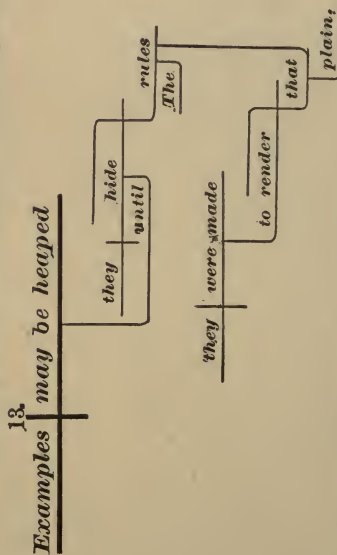 13.
Examples may be heaped
they hide
until
rules
The
they were made
to render
that
plain,